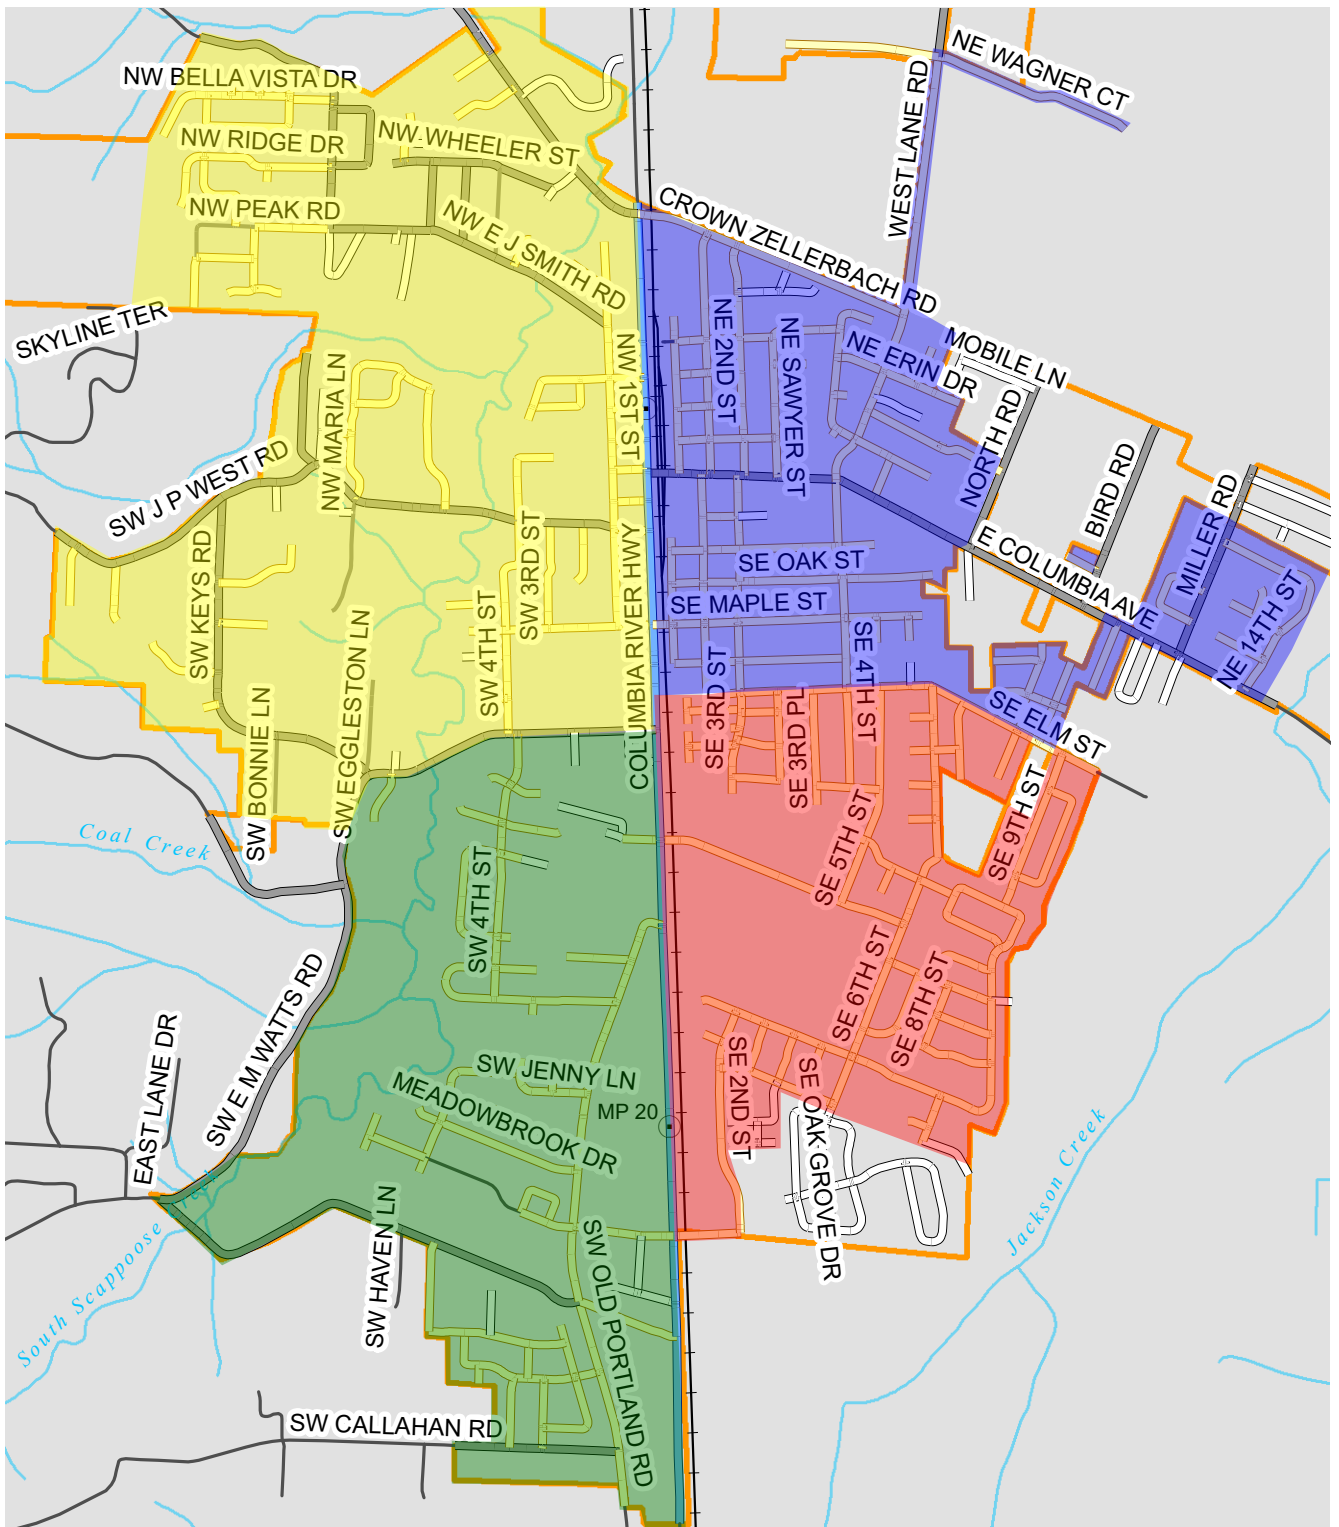 NE WAGNER CT
NW BELLA VISTA DR
WEST LANE RD
NW RIDGE DR
NW WHEELER ST
NW PEAK RD
NW E J SMITH RD
CROWN ZELLERBACH RD
SKYLINE TER
NE 2ND ST
NE SAWYER ST
NE ERIN DR
MOBILE LN
NW 1ST ST
NW MARIA LN
NORTH RD
BIRD RD
SW J P WEST RD
MILLER RD
SW 3RD ST
COLUMBIA RIVER HWY
SE OAK ST
E COLUMBIA AVE
SW KEYS RD
SW 4TH ST
SE MAPLE ST
NE 14TH ST
SW EGGLESTON LN
SE 3RD ST
SE 3RD PL
SE 4TH ST
SE ELM ST
SW BONNIE LN
Coal Creek
SW 4TH ST
SE 5TH ST
SE 9TH ST
SW E M WATTS RD
SE 6TH ST
SE 8TH ST
EAST LANE DR
SW JENNY LN
MEADOWBROOK DR
MP 20
SE 2ND ST
SE OAK GROVE DR
Jackson Creek
South Scappoose Creek
SW HAVEN LN
SW OLD PORTLAND RD
SW CALLAHAN RD